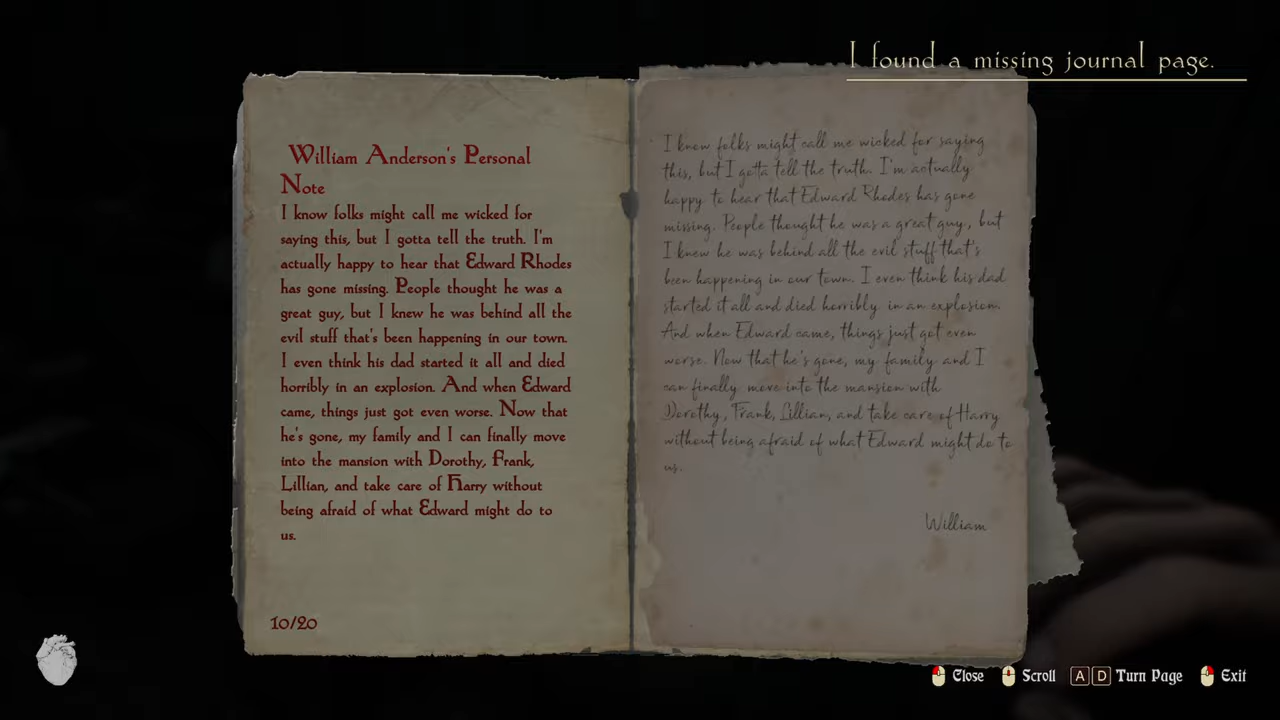 I found a missing journal page.
William Anderson's Personal
Note
I know folks might call me wicked for
saying this, but I gotta tell the truth. I'm
actually happy to hear that Edward Rhodes
has gone missing. People thought he was a
great guy, but I knew he was behind all the
evil stuff that's been happening in our town.
I even think his dad started it all and died
horribly in an explosion. And when Edward
came, things just got even worse. Now that
he's gone, my family and I can finally move
into the mansion with Dorothy, Frank,
Lillian, and take care of Harry without
being afraid of what Edward might do to
us.
10/20
I know folks might call me wicked for saying
this, but I gotta tell the truth. I'm actually
happy to hear that Edward Rhodes has gone
missing. People thought he was a great guy, but
I knew he was behind all the evil stuff that's
been happening in our town. I even think his dad
started it all and died horribly in an explosion.
And when Edward came, things just got even
worse. Now that he's gone, my family and I
can finally move into the mansion with
Dorothy, Frank, Lillian, and take care of Harry
without being afraid of what Edward might do to
us.
William
Close Scroll A D Turn Page Exit